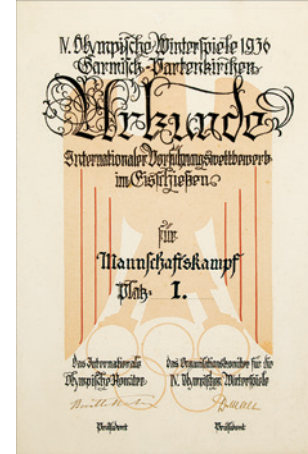 IV. Olympische Winterspiele 1936
Garmisch-Partenkirchen
Urkunde
Internationaler Vorführungswettbewerb
im Eisschießen
für
Mannschaftskampf
Platz I.
Das Internationale
Olympische Komitee
Das Organisationskomitee für die
IV. Olympischen Winterspiele
Präsident
Präsident